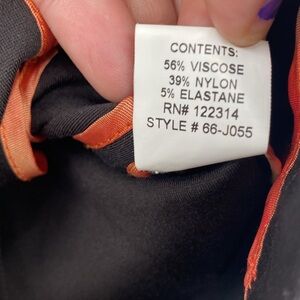 CONTENTS:
56% VISCOSE
39% NYLON
5% ELASTANE
RN# 122314
STYLE # 66-J055